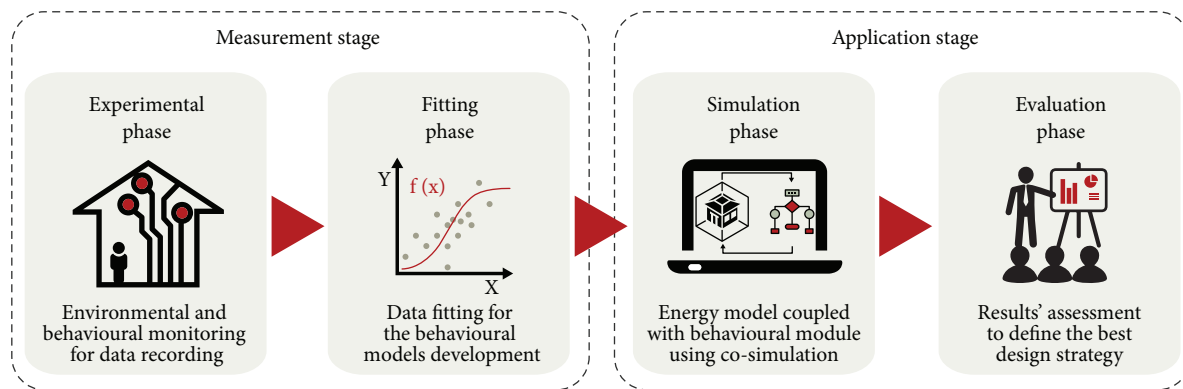 Measurement stage
Application stage
Experimental
phase
Environmental and
behavioural monitoring
for data recording
Fitting
phase
Y
f (x)
X
Data fitting for
the behavioural
models development
Simulation
phase
Energy model coupled
with behavioural module
using co-simulation
Evaluation
phase
Results’ assessment
to define the best
design strategy